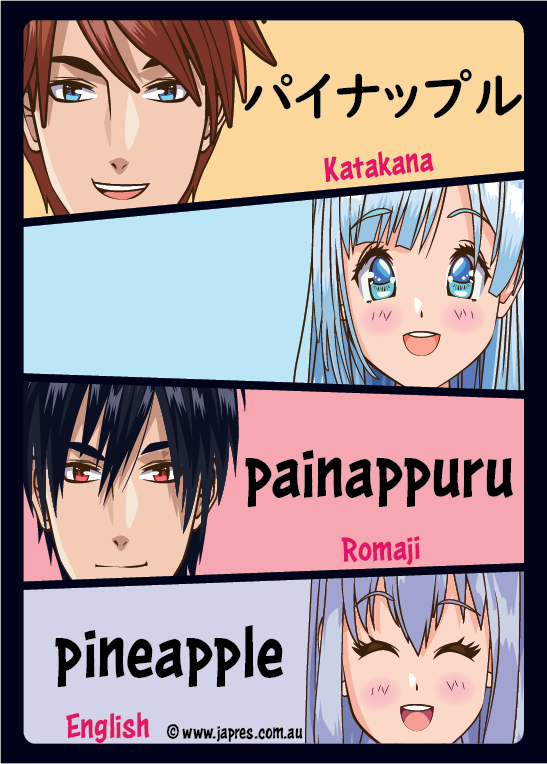 パイナップル
Katakana
painappuru
Romaji
pineapple
English
© www.japres.com.au